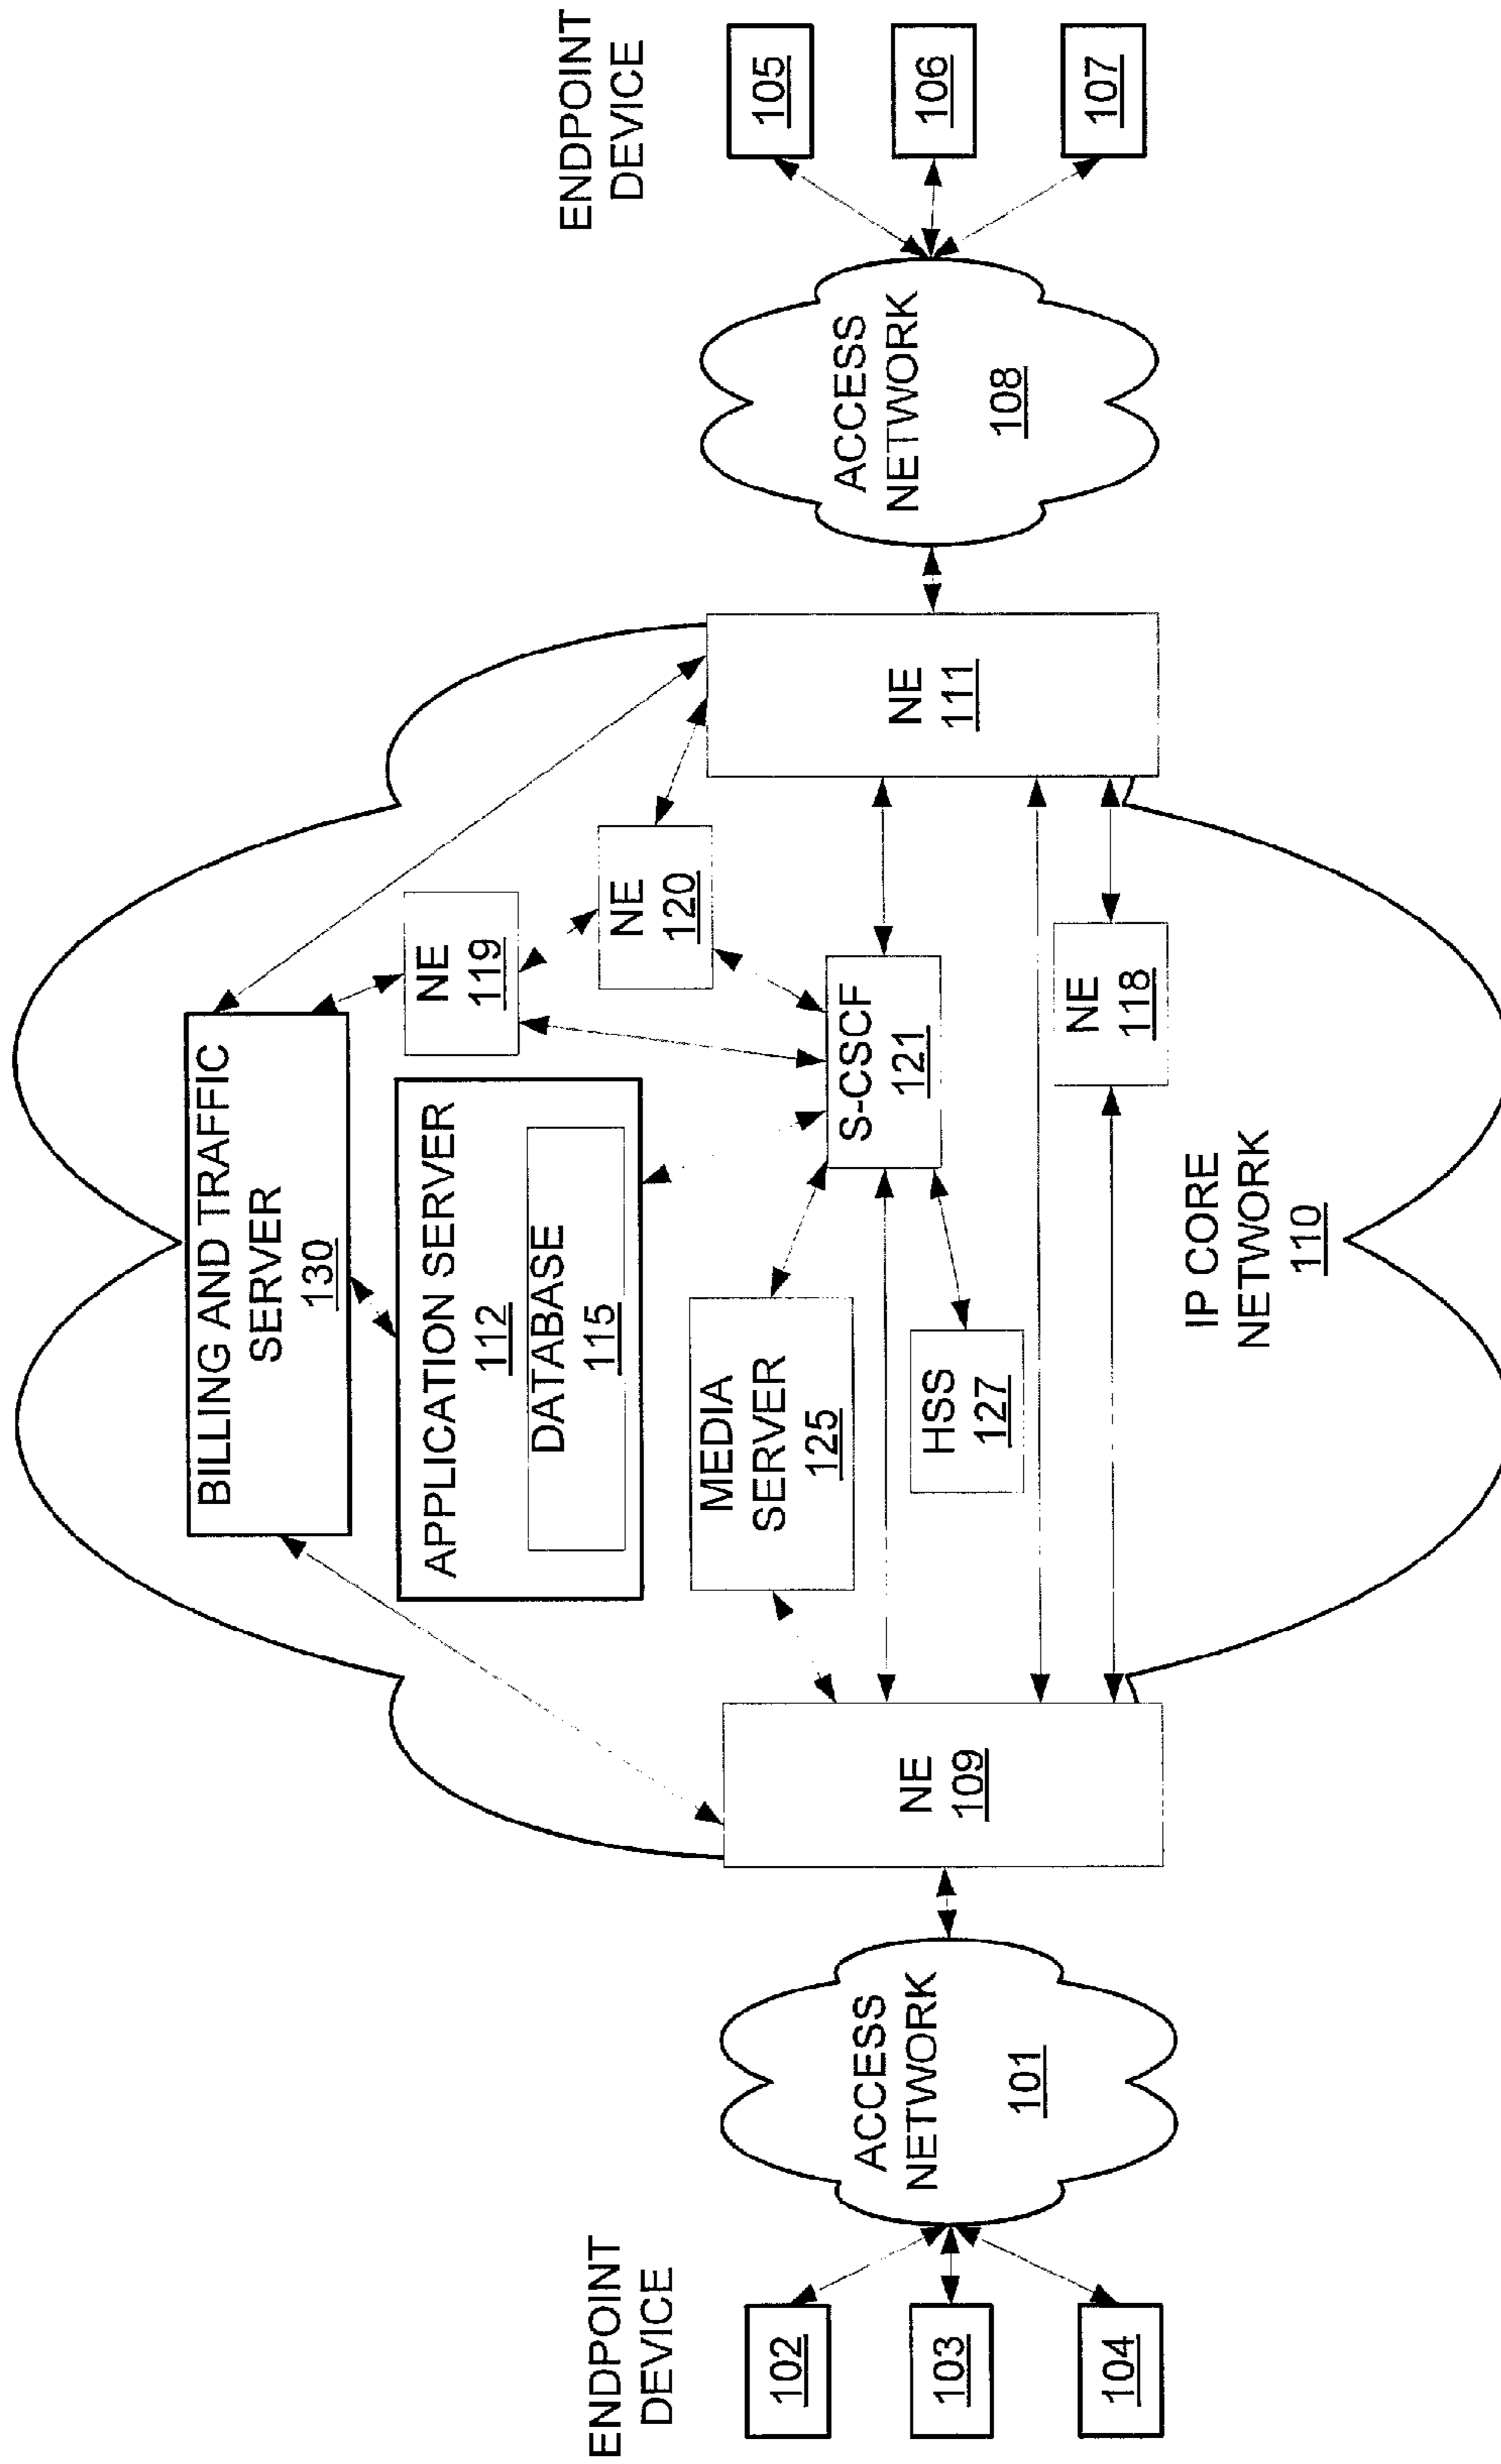 BILLING AND TRAFFIC
SERVER
130
APPLICATION SERVER
112
DATABASE
115
NE
119
NE
120
ENDPOINT
DEVICE
102
103
104
ACCESS
NETWORK
101
NE
109
MEDIA
SERVER
125
HSS
127
S-CSCF
121
NE
118
NE
111
ACCESS
NETWORK
108
ENDPOINT
DEVICE
105
106
107
IP CORE
NETWORK
110